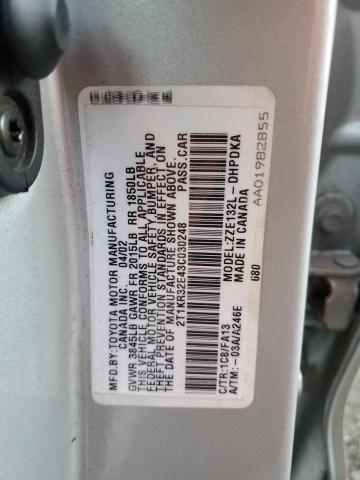 MFD.BY:TOYOTA MOTOR MANUFACTURING
CANADA INC. 04/02
GVWR 3845LB GAWR FR 2015LB RR 1850LB
THIS VEHICLE CONFORMS TO ALL APPLICABLE
FEDERAL MOTOR VEHICLE SAFETY BUMPER, AND
THEFT PREVENTION STANDARDS IN EFFECT ON
THE DATE OF MANUFACTURE SHOWN ABOVE.
2T1KR32E43C030248 PASS.CAR
C/TR:1C8/FA13 MODEL:ZZE132L-DHPDKA
A/TM:-03A/A246E MADE IN CANADA
680
AA01982855